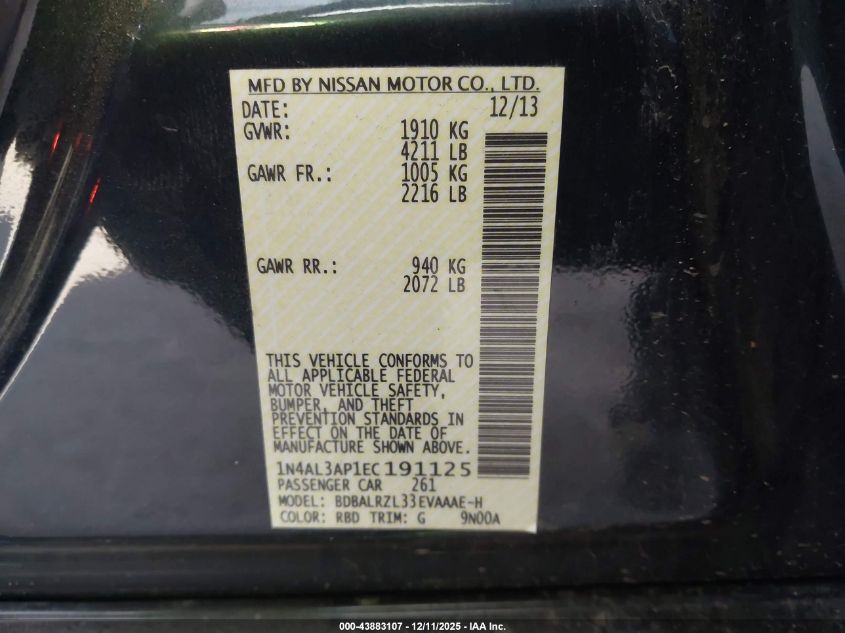 MFD BY NISSAN MOTOR CO., LTD.
DATE: 12/13
GVWR: 1910 KG
4211 LB
GAWR FR.: 1005 KG
2216 LB
GAWR RR.: 940 KG
2072 LB
THIS VEHICLE CONFORMS TO
ALL APPLICABLE FEDERAL
MOTOR VEHICLE SAFETY,
BUMPER, AND THEFT
PREVENTION STANDARDS IN
EFFECT ON THE DATE OF
MANUFACTURE SHOWN ABOVE.
1N4AL3AP1EC191125
PASSENGER CAR 261
MODEL: BDBALRZL33EVAAAE-H
COLOR: RBD TRIM: G 9N00A
000-43883107 - 12/11/2025 - IAA Inc.